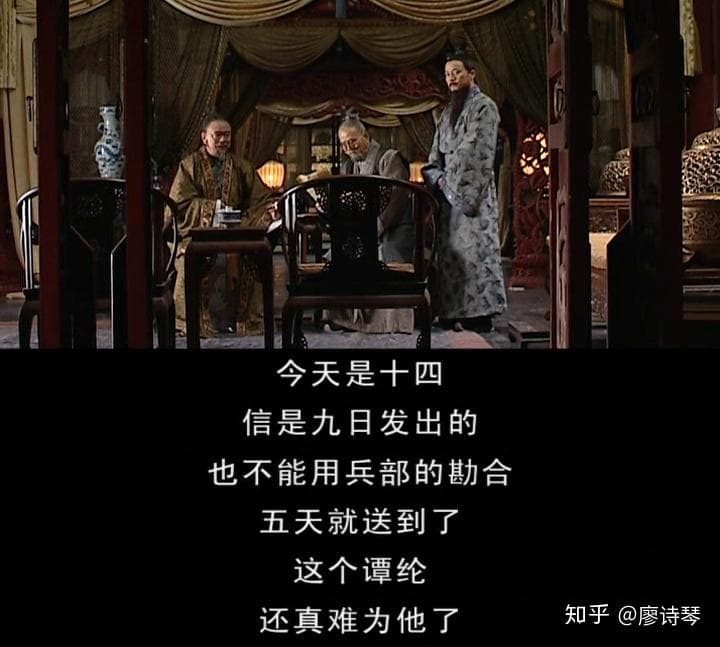 今天是十四
信是九日发出的
也不能用兵部的勘合
五天就送到了
这个谭纶
还真难为他了
知乎 @廖诗琴